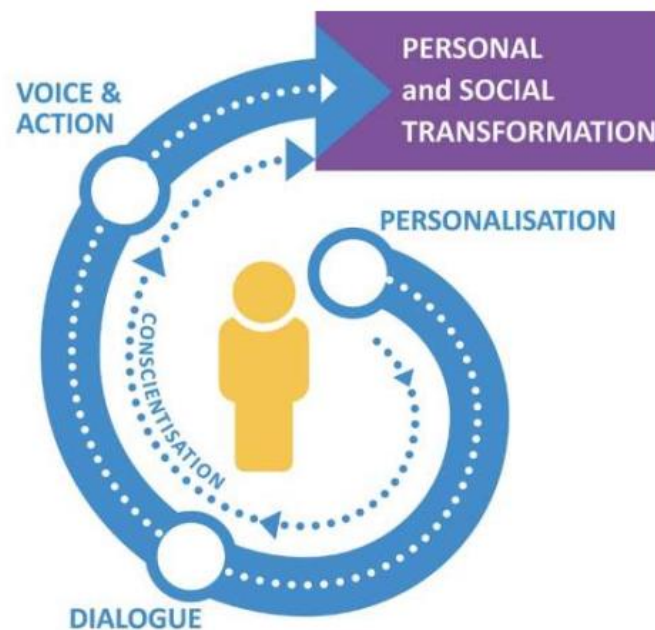 PERSONAL
and SOCIAL
TRANSFORMATION
VOICE &
ACTION
PERSONALISATION
CONSCIENTISATION
DIALOGUE